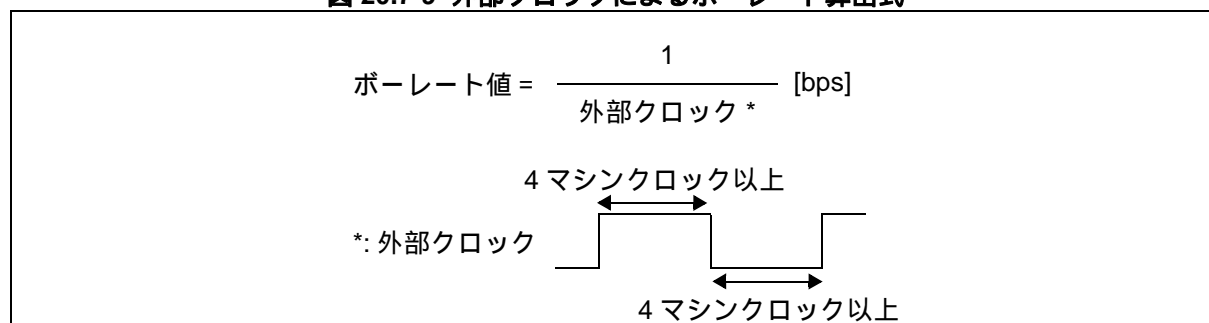 ボーレート値 = 1 / 外部クロック * [bps]
4 マシンクロック以上
*: 外部クロック
4 マシンクロック以上